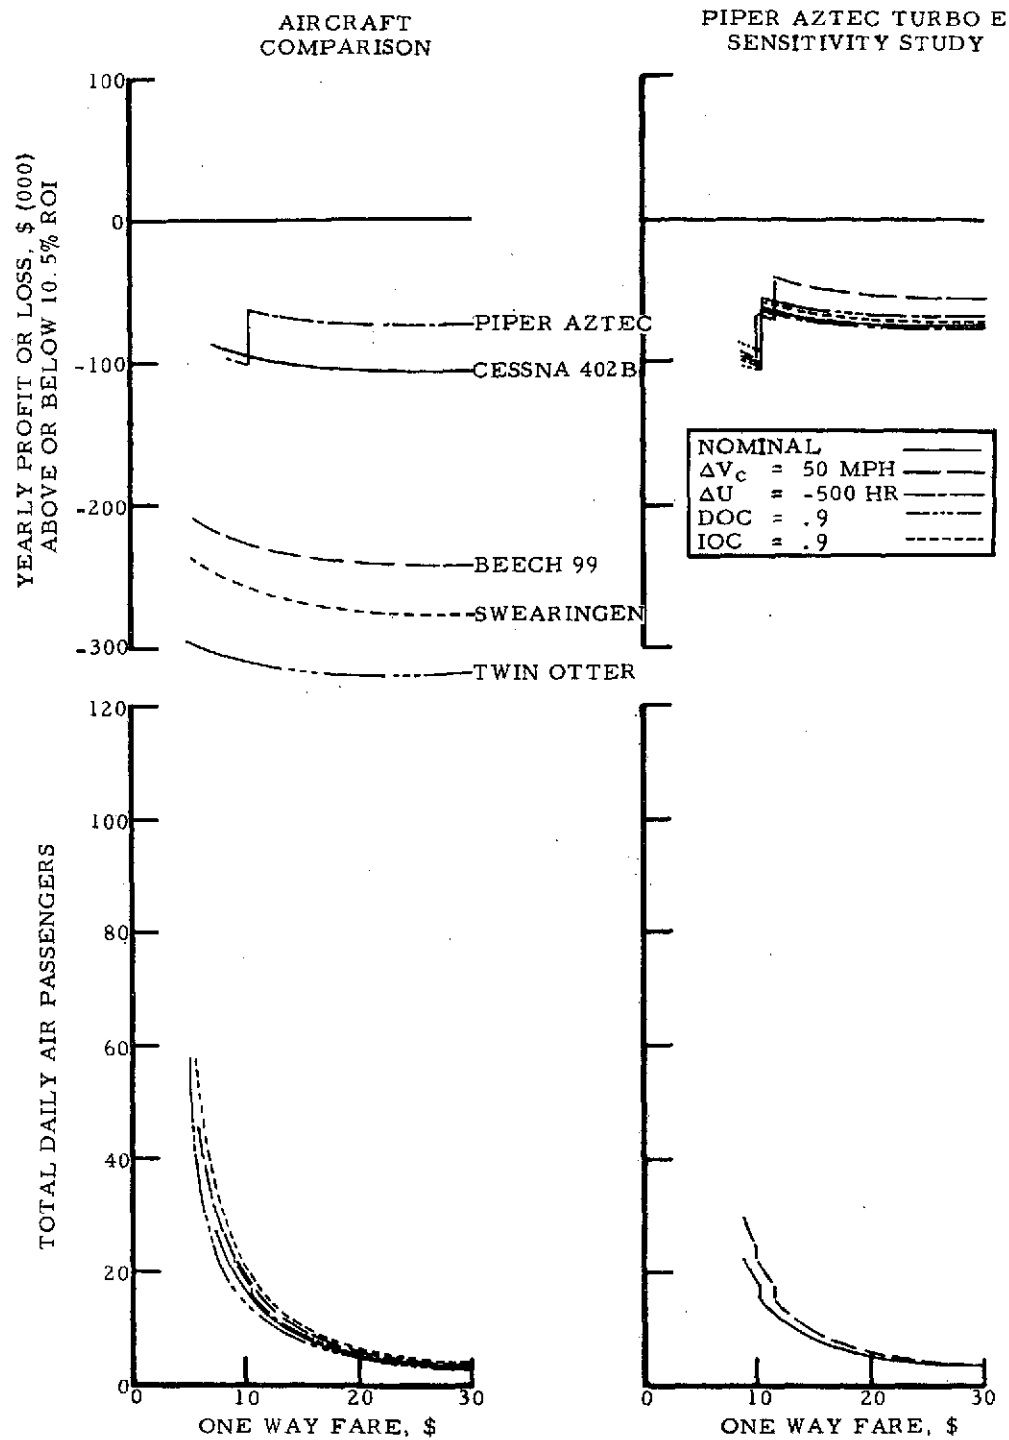 AIRCRAFT
COMPARISON
PIPER AZTEC TURBO E
SENSITIVITY STUDY
YEARLY PROFIT OR LOSS, $ (000)
ABOVE OR BELOW 10.5% ROI
100
0
-100
-200
-300
PIPER AZTEC
CESSNA 402B
BEECH 99
SWEARINGEN
TWIN OTTER
NOMINAL
ΔVc = 50 MPH
ΔU = -500 HR
DOC = .9
IOC = .9
TOTAL DAILY AIR PASSENGERS
120
100
80
60
40
20
0
0 10 20 30
ONE WAY FARE, $
0 10 20 30
ONE WAY FARE, $